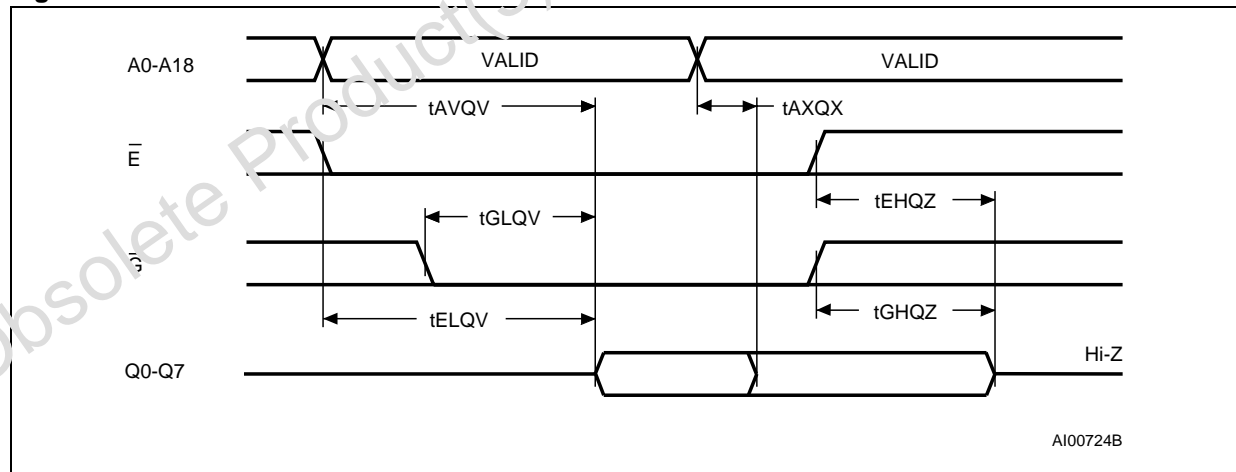 Obsolete Product(s)
A0-A18
VALID
VALID
tAVQV
tAXQX
E
tEHQZ
tGLQV
G
tGHQZ
tELQV
Hi-Z
Q0-Q7
AI00724B